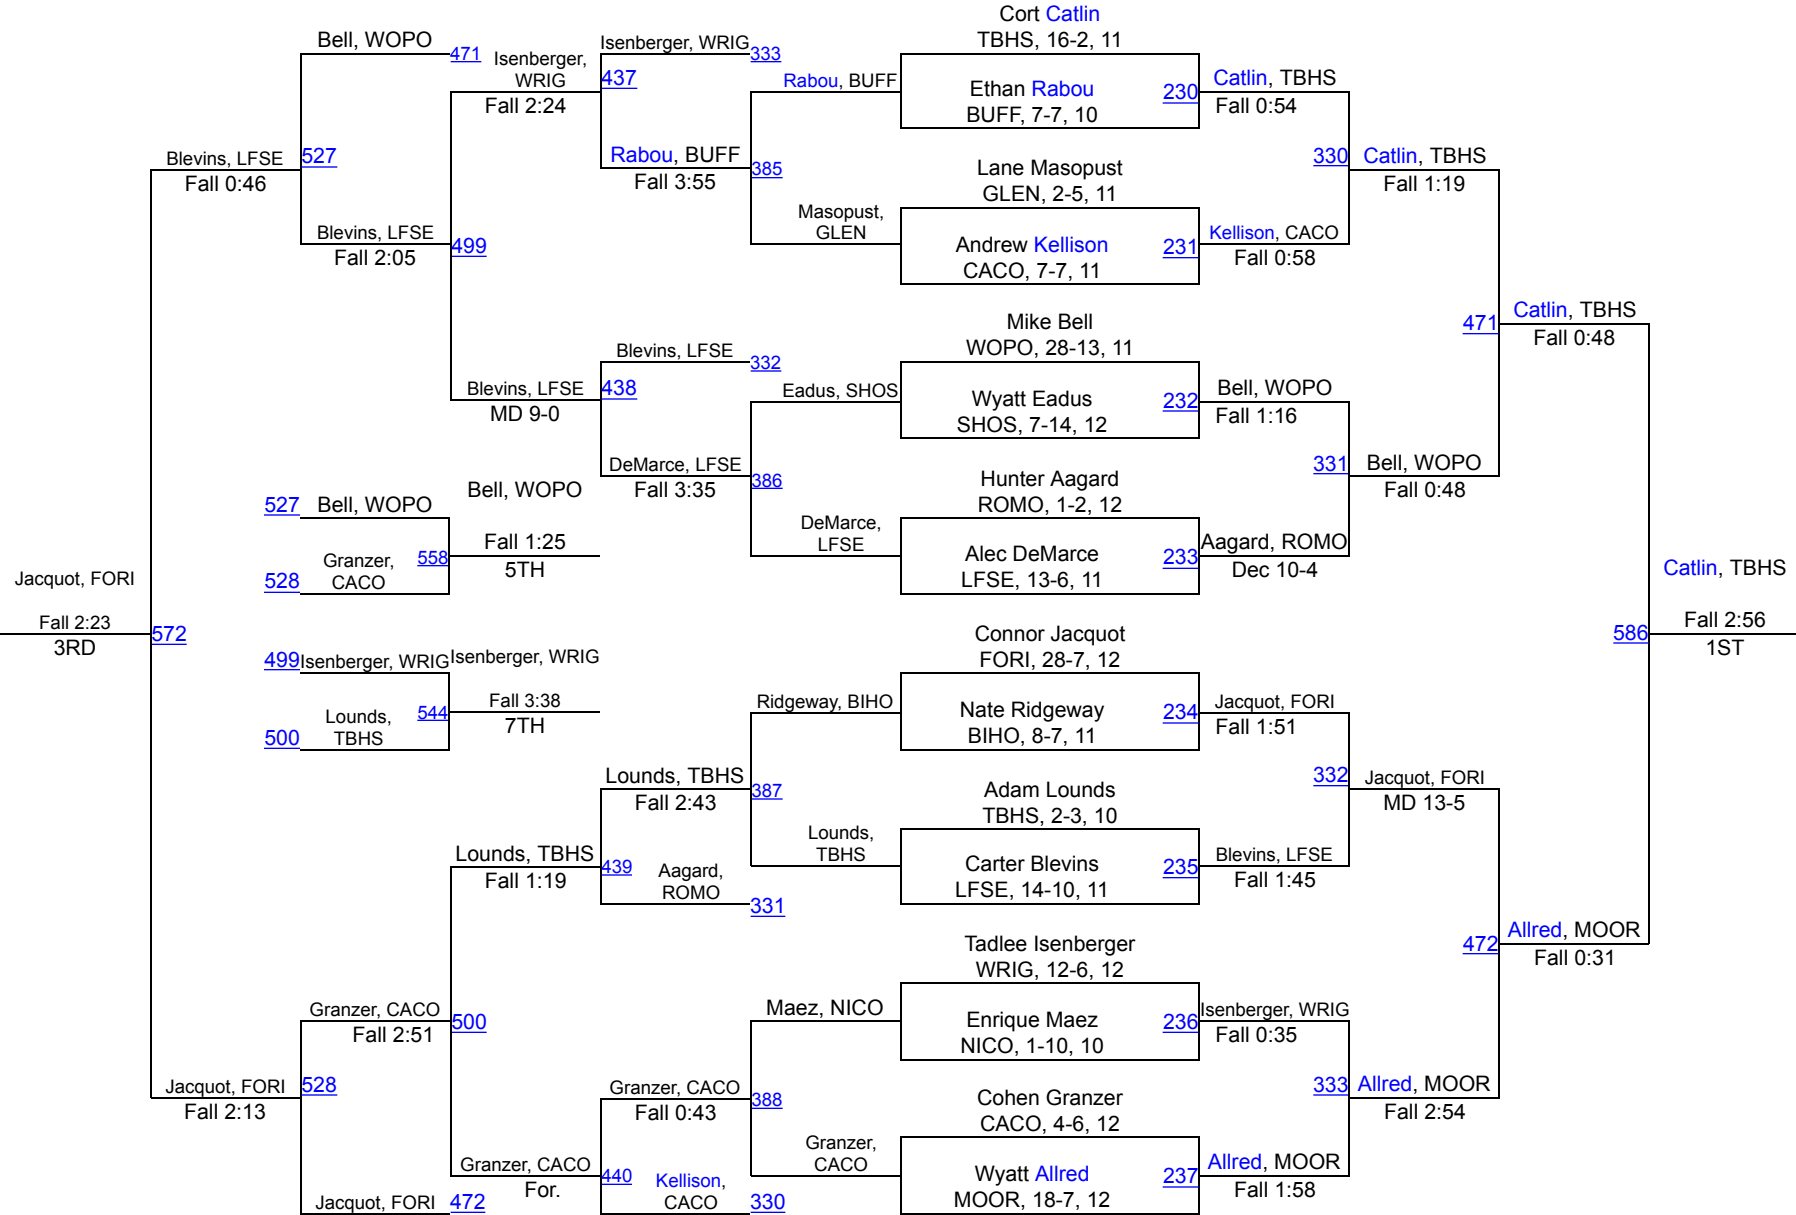 Cort Catlin
TBHS, 16-2, 11
Ethan Rabou
BUFF, 7-7, 10
230
Lane Masopust
GLEN, 2-5, 11
Andrew Kellison
CACO, 7-7, 11
231
Mike Bell
WOPO, 28-13, 11
Wyatt Eadus
SHOS, 7-14, 12
232
Hunter Aagard
ROMO, 1-2, 12
Alec DeMarce
LFSE, 13-6, 11
233
Connor Jacquot
FORI, 28-7, 12
Nate Ridgeway
BIHO, 8-7, 11
234
Adam Lounds
TBHS, 2-3, 10
Carter Blevins
LFSE, 14-10, 11
235
Tadlee Isenberger
WRIG, 12-6, 12
Enrique Maez
NICO, 1-10, 10
236
Cohen Granzer
CACO, 4-6, 12
Wyatt Allred
MOOR, 18-7, 12
237
Catlin, TBHS
Fall 0:54
330
Kellison, CACO
Fall 0:58
Bell, WOPO
Fall 1:16
331
Aagard, ROMO
Dec 10-4
Jacquot, FORI
Fall 1:51
332
Blevins, LFSE
Fall 1:45
Isenberger, WRIG
Fall 0:35
333
Allred, MOOR
Fall 1:58
Catlin, TBHS
Fall 1:19
471
Bell, WOPO
Fall 0:48
Jacquot, FORI
MD 13-5
472
Allred, MOOR
Fall 2:54
Catlin, TBHS
Fall 0:48
586
Allred, MOOR
Fall 0:31
Catlin, TBHS
Fall 2:56
1ST
Rabou, BUFF
385
Masopust,
GLEN
Eadus, SHOS
386
DeMarce,
LFSE
Ridgeway, BIHO
387
Lounds,
TBHS
Maez, NICO
388
Granzer,
CACO
Isenberger, WRIG
333
437
Rabou, BUFF
Fall 3:55
Blevins, LFSE
332
438
DeMarce, LFSE
Fall 3:35
Lounds, TBHS
Fall 2:43
439
Aagard,
ROMO
331
Granzer, CACO
Fall 0:43
440
Kellison,
CACO
330
Isenberger,
WRIG
Fall 2:24
499
Blevins, LFSE
MD 9-0
Lounds, TBHS
Fall 1:19
500
Granzer, CACO
For.
Bell, WOPO
471
527
Blevins, LFSE
Fall 2:05
Granzer, CACO
Fall 2:51
528
Jacquot, FORI
472
Blevins, LFSE
Fall 0:46
572
Jacquot, FORI
Fall 2:13
Jacquot, FORI
Fall 2:23
3RD
527
Bell, WOPO
528
Granzer,
CACO
558
Bell, WOPO
Fall 1:25
5TH
499
Isenberger, WRIG
500
Lounds,
TBHS
544
Isenberger, WRIG
Fall 3:38
7TH